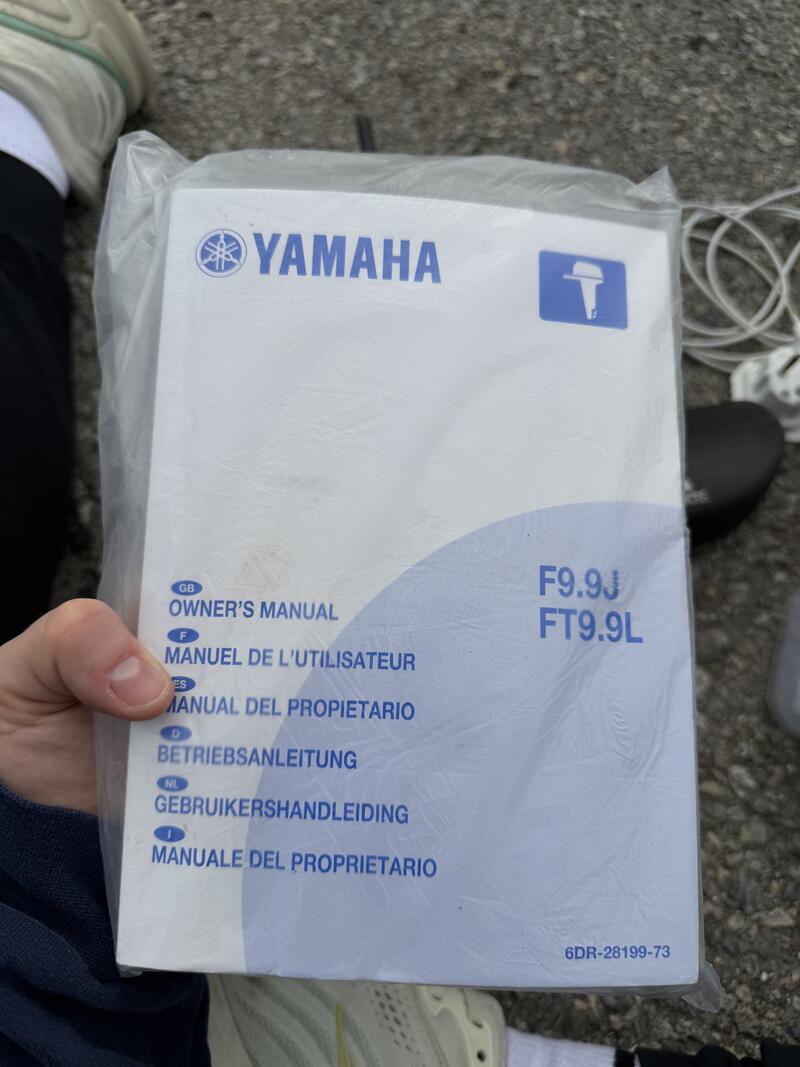 YAMAHA
F9.9J
FT9.9L
GB
OWNER'S MANUAL
F
MANUEL DE L'UTILISATEUR
ES
MANUAL DEL PROPIETARIO
D
BETRIEBSANLEITUNG
NL
GEBRUIKERSHANDLEIDING
I
MANUALE DEL PROPRIETARIO
6DR-28199-73